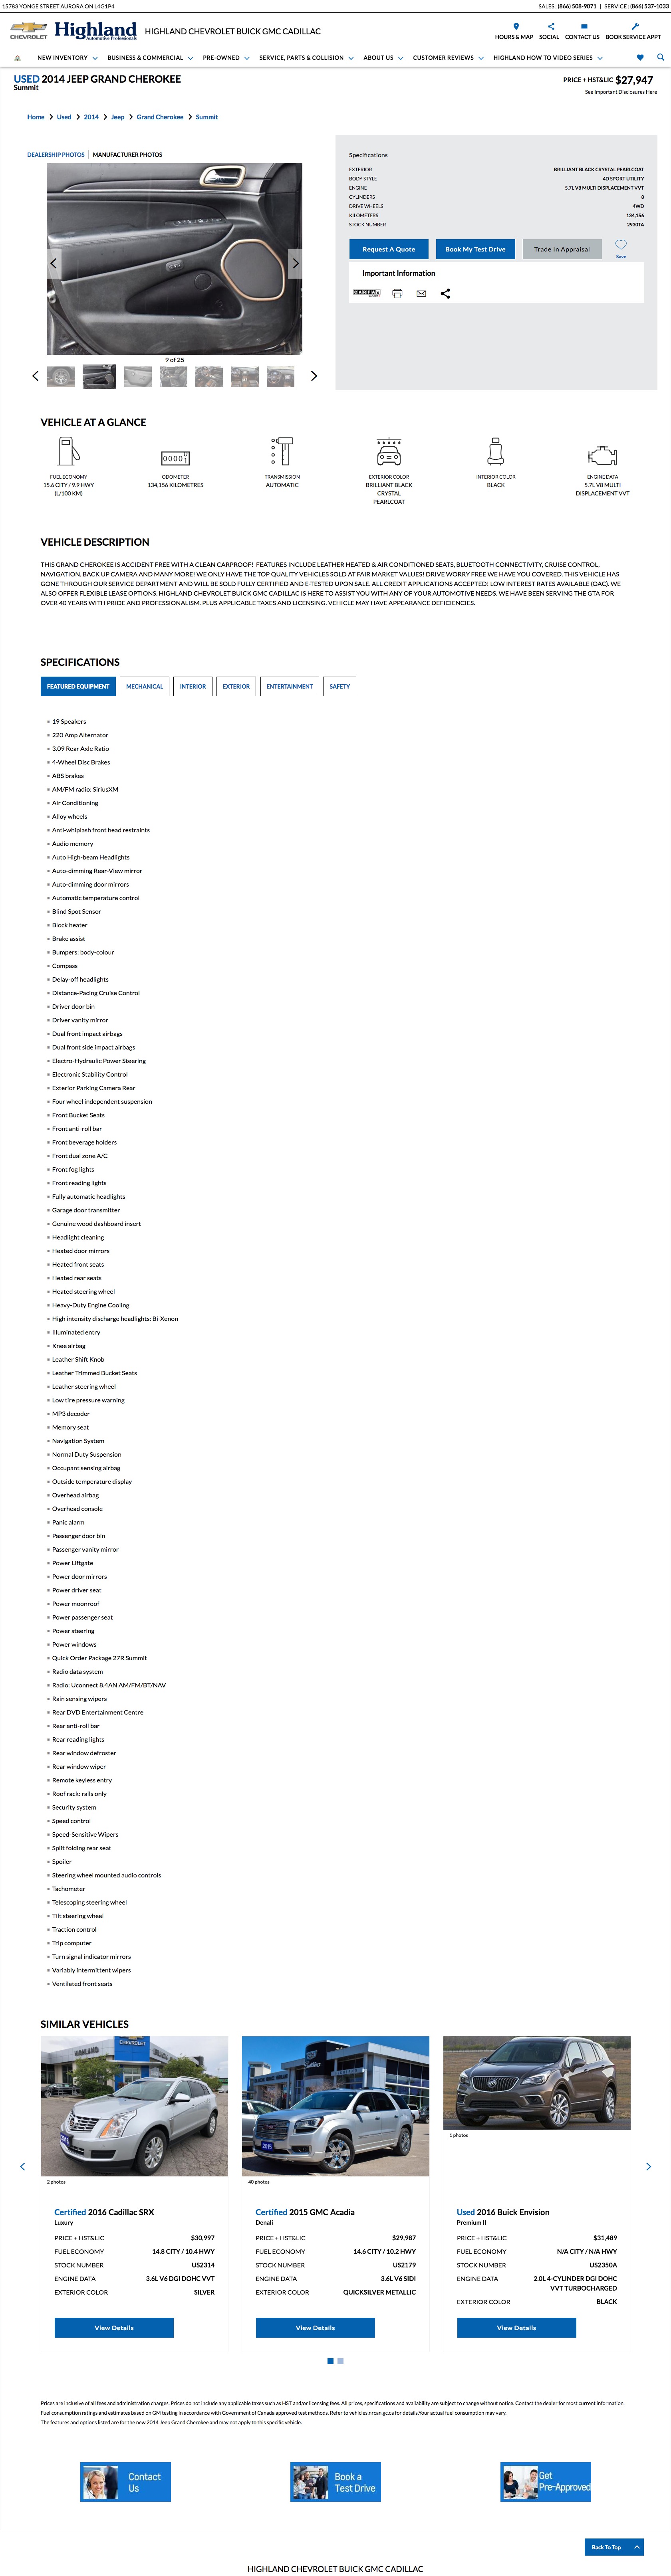 15783 YONGE STREET AURORA ON L4G1P4
SALES: (866) 508-9071 | SERVICE: (866) 537-1033
CHEVROLET
Highland
Automotive Professionals
HIGHLAND CHEVROLET BUICK GMC CADILLAC
HOURS & MAP SOCIAL CONTACT US BOOK SERVICE APPT
NEW INVENTORY BUSINESS & COMMERCIAL PRE-OWNED SERVICE, PARTS & COLLISION ABOUT US CUSTOMER REVIEWS HIGHLAND HOW TO VIDEO SERIES
USED 2014 JEEP GRAND CHEROKEE
Summit
PRICE + HST&LIC $27,947
See Important Disclosures Here
Home Used 2014 Jeep Grand Cherokee Summit
DEALERSHIP PHOTOS MANUFACTURER PHOTOS
9 of 25
Specifications
EXTERIOR BRILLIANT BLACK CRYSTAL PEARLCOAT
BODY STYLE 4D SPORT UTILITY
ENGINE 5.7L V8 MULTI DISPLACEMENT VVT
CYLINDERS 8
DRIVE WHEELS 4WD
KILOMETERS 134,156
STOCK NUMBER 2930TA
Request A Quote Book My Test Drive Trade In Appraisal Save
Important Information
CARFAX
VEHICLE AT A GLANCE
FUEL ECONOMY
15.6 CITY / 9.9 HWY
(L/100 KM)
ODOMETER
134,156 KILOMETRES
TRANSMISSION
AUTOMATIC
EXTERIOR COLOR
BRILLIANT BLACK
CRYSTAL
PEARLCOAT
INTERIOR COLOR
BLACK
ENGINE DATA
5.7L V8 MULTI
DISPLACEMENT VVT
VEHICLE DESCRIPTION
THIS GRAND CHEROKEE IS ACCIDENT FREE WITH A CLEAN CARPROOF! FEATURES INCLUDE LEATHER HEATED & AIR CONDITIONED SEATS, BLUETOOTH CONNECTIVITY, CRUISE CONTROL,
NAVIGATION, BACK UP CAMERA AND MANY MORE! WE ONLY HAVE THE TOP QUALITY VEHICLES SOLD AT FAIR MARKET VALUES! DRIVE WORRY FREE WE HAVE YOU COVERED. THIS VEHICLE HAS
GONE THROUGH OUR SERVICE DEPARTMENT AND WILL BE SOLD FULLY CERTIFIED AND E-TESTED UPON SALE. ALL CREDIT APPLICATIONS ACCEPTED! LOW INTEREST RATES AVAILABLE (OAC). WE
ALSO OFFER FLEXIBLE LEASE OPTIONS. HIGHLAND CHEVROLET BUICK GMC CADILLAC IS HERE TO ASSIST YOU WITH ANY OF YOUR AUTOMOTIVE NEEDS. WE HAVE BEEN SERVING THE GTA FOR
OVER 40 YEARS WITH PRIDE AND PROFESSIONALISM. PLUS APPLICABLE TAXES AND LICENSING. VEHICLE MAY HAVE APPEARANCE DEFICIENCIES.
SPECIFICATIONS
FEATURED EQUIPMENT MECHANICAL INTERIOR EXTERIOR ENTERTAINMENT SAFETY
19 Speakers
220 Amp Alternator
3.09 Rear Axle Ratio
4-Wheel Disc Brakes
ABS brakes
AM/FM radio: SiriusXM
Air Conditioning
Alloy wheels
Anti-whiplash front head restraints
Audio memory
Auto High-beam Headlights
Auto-dimming Rear-View mirror
Auto-dimming door mirrors
Automatic temperature control
Blind Spot Sensor
Block heater
Brake assist
Bumpers: body-colour
Compass
Delay-off headlights
Distance-Pacing Cruise Control
Driver door bin
Driver vanity mirror
Dual front impact airbags
Dual front side impact airbags
Electro-Hydraulic Power Steering
Electronic Stability Control
Exterior Parking Camera Rear
Four wheel independent suspension
Front Bucket Seats
Front anti-roll bar
Front beverage holders
Front dual zone A/C
Front fog lights
Front reading lights
Fully automatic headlights
Garage door transmitter
Genuine wood dashboard insert
Headlight cleaning
Heated door mirrors
Heated front seats
Heated rear seats
Heated steering wheel
Heavy-Duty Engine Cooling
High intensity discharge headlights: Bi-Xenon
Illuminated entry
Knee airbag
Leather Shift Knob
Leather Trimmed Bucket Seats
Leather steering wheel
Low tire pressure warning
MP3 decoder
Memory seat
Navigation System
Normal Duty Suspension
Occupant sensing airbag
Outside temperature display
Overhead airbag
Overhead console
Panic alarm
Passenger door bin
Passenger vanity mirror
Power Liftgate
Power door mirrors
Power driver seat
Power moonroof
Power passenger seat
Power steering
Power windows
Quick Order Package 27R Summit
Radio data system
Radio: Uconnect 8.4AN AM/FM/BT/NAV
Rain sensing wipers
Rear DVD Entertainment Centre
Rear anti-roll bar
Rear reading lights
Rear window defroster
Rear window wiper
Remote keyless entry
Roof rack: rails only
Security system
Speed control
Speed-Sensitive Wipers
Split folding rear seat
Spoiler
Steering wheel mounted audio controls
Tachometer
Telescoping steering wheel
Tilt steering wheel
Traction control
Trip computer
Turn signal indicator mirrors
Variably intermittent wipers
Ventilated front seats
SIMILAR VEHICLES
2 photos
Certified 2016 Cadillac SRX
Luxury
PRICE + HST&LIC $30,997
FUEL ECONOMY 14.8 CITY / 10.4 HWY
STOCK NUMBER US2314
ENGINE DATA 3.6L V6 DGI DOHC VVT
EXTERIOR COLOR SILVER
View Details
40 photos
Certified 2015 GMC Acadia
Denali
PRICE + HST&LIC $29,987
FUEL ECONOMY 14.6 CITY / 10.2 HWY
STOCK NUMBER US2179
ENGINE DATA 3.6L V6 SIDI
EXTERIOR COLOR QUICKSILVER METALLIC
View Details
1 photos
Used 2016 Buick Envision
Premium II
PRICE + HST&LIC $31,489
FUEL ECONOMY N/A CITY / N/A HWY
STOCK NUMBER US2350A
ENGINE DATA 2.0L 4-CYLINDER DGI DOHC
VVT TURBOCHARGED
EXTERIOR COLOR BLACK
View Details
Prices are inclusive of all fees and administration charges. Prices do not include any applicable taxes such as HST and/or licensing fees. All prices, specifications and availability are subject to change without notice. Contact the dealer for most current information.
Fuel consumption ratings and estimates based on GM testing in accordance with Government of Canada approved test methods. Refer to vehicles.nrcan.gc.ca for details.Your actual fuel consumption may vary.
The features and options listed are for the new 2014 Jeep Grand Cherokee and may not apply to this specific vehicle.
Contact
Us
Book a
Test Drive
Get
Pre-Approved
Back To Top
HIGHLAND CHEVROLET BUICK GMC CADILLAC